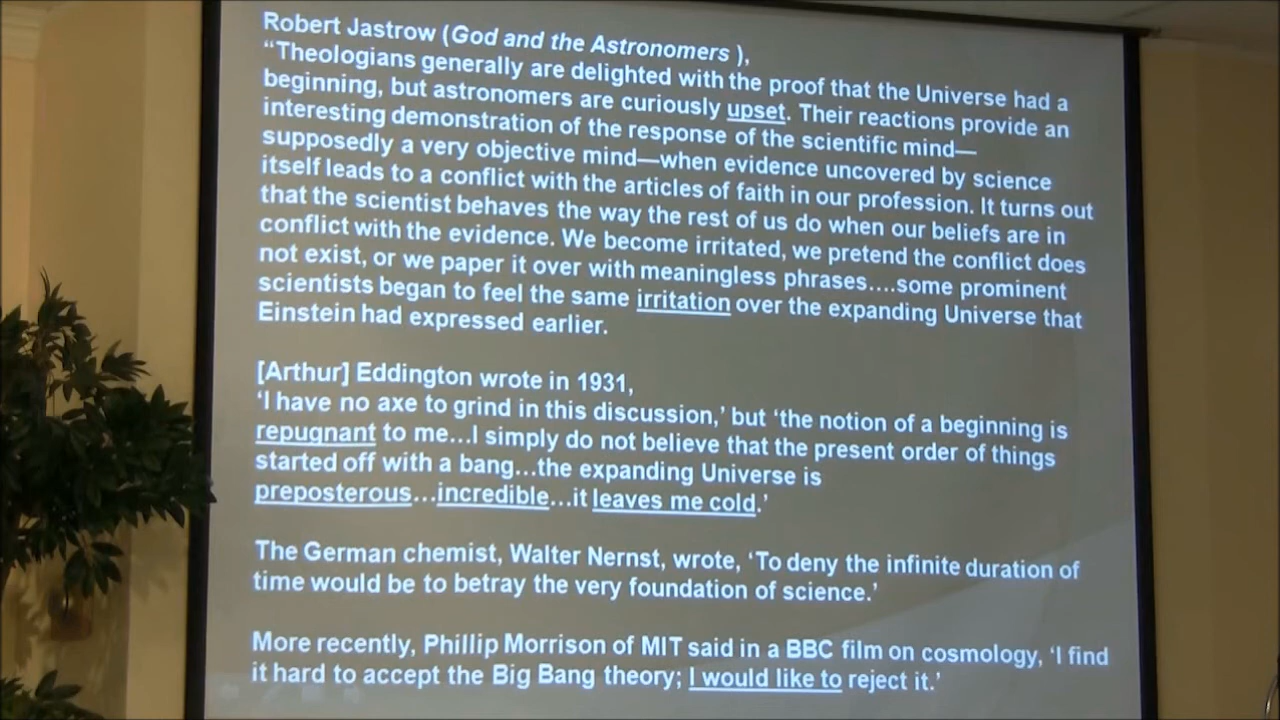 Robert Jastrow (God and the Astronomers ),
“Theologians generally are delighted with the proof that the Universe had a
beginning, but astronomers are curiously upset. Their reactions provide an
interesting demonstration of the response of the scientific mind—
supposedly a very objective mind—when evidence uncovered by science
itself leads to a conflict with the articles of faith in our profession. It turns out
that the scientist behaves the way the rest of us do when our beliefs are in
conflict with the evidence. We become irritated, we pretend the conflict does
not exist, or we paper it over with meaningless phrases….some prominent
scientists began to feel the same irritation over the expanding Universe that
Einstein had expressed earlier.
[Arthur] Eddington wrote in 1931,
‘I have no axe to grind in this discussion,’ but ‘the notion of a beginning is
repugnant to me…I simply do not believe that the present order of things
started off with a bang…the expanding Universe is
preposterous…incredible…it leaves me cold.’
The German chemist, Walter Nernst, wrote, ‘To deny the infinite duration of
time would be to betray the very foundation of science.’
More recently, Phillip Morrison of MIT said in a BBC film on cosmology, ‘I find
it hard to accept the Big Bang theory; I would like to reject it.’